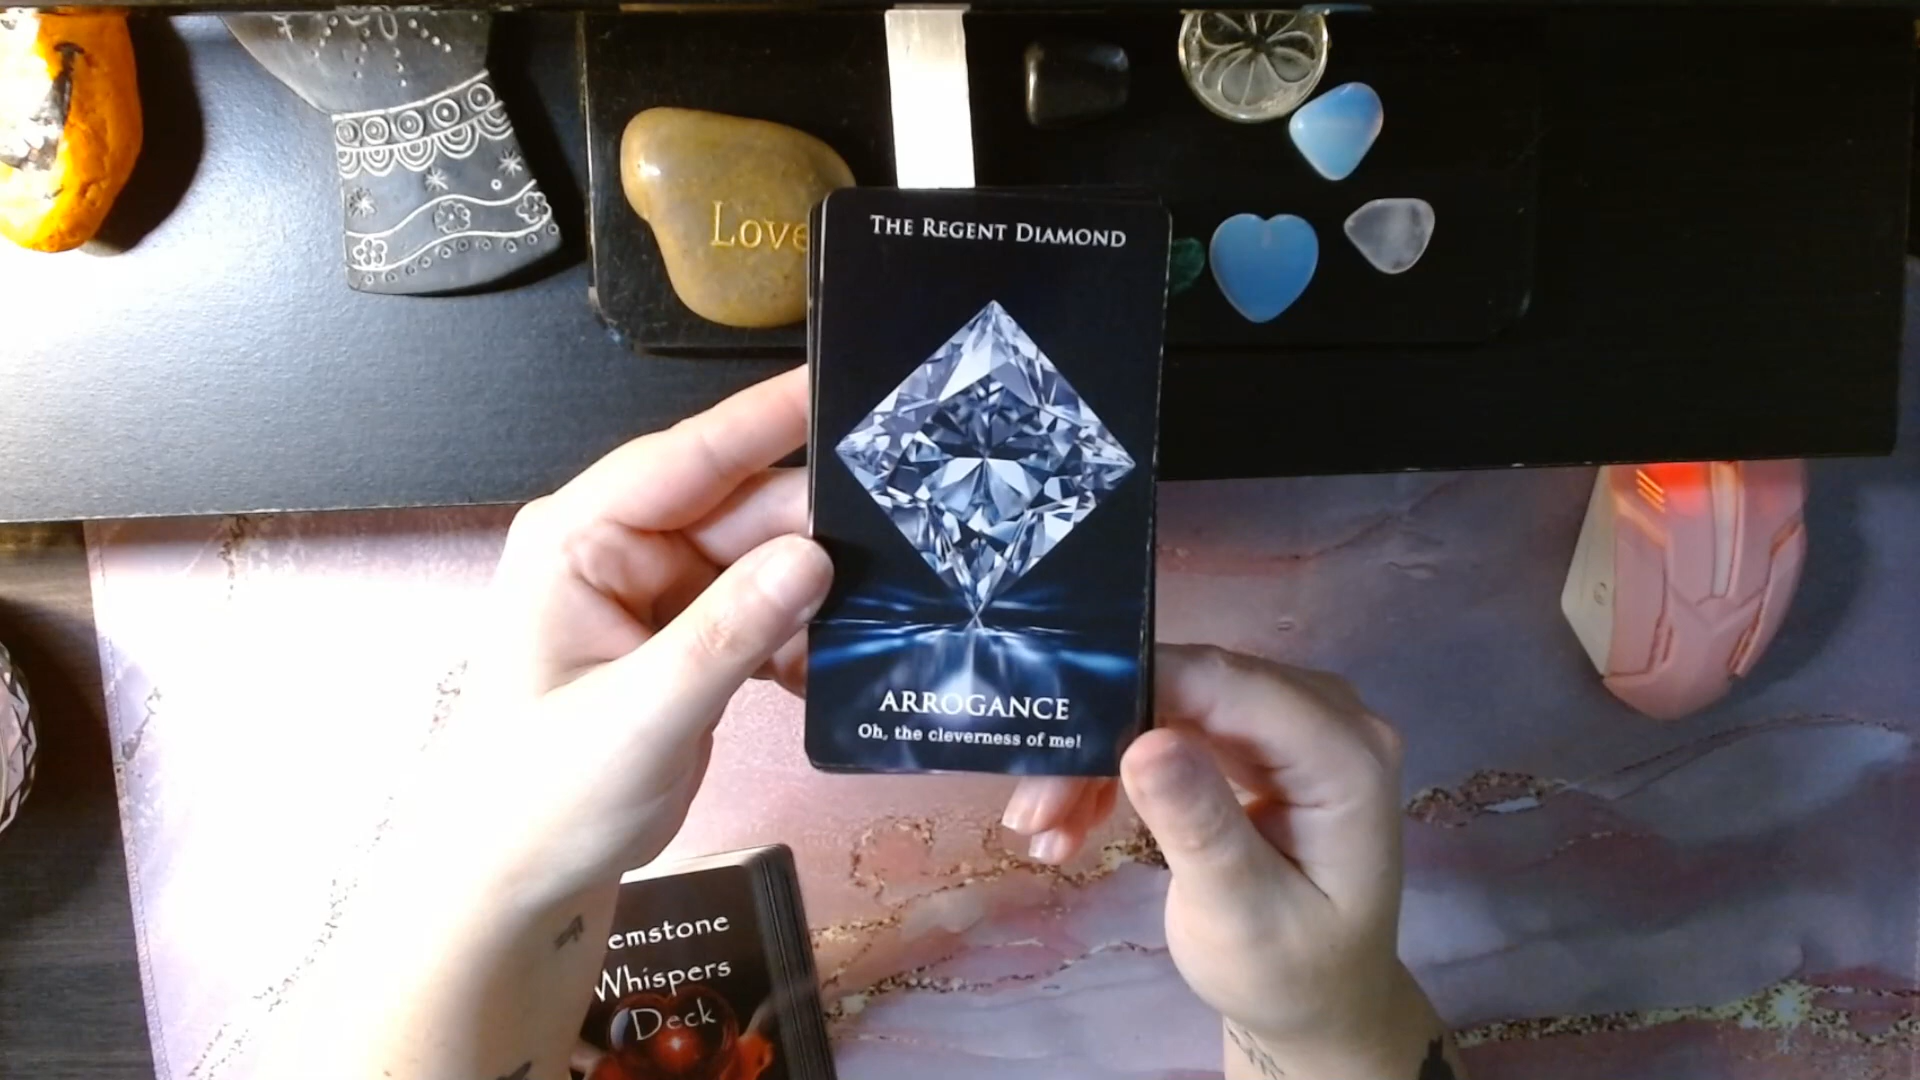 Love
THE REGENT DIAMOND
ARROGANCE
Oh, the cleverness of me!
emstone
Whispers
Deck